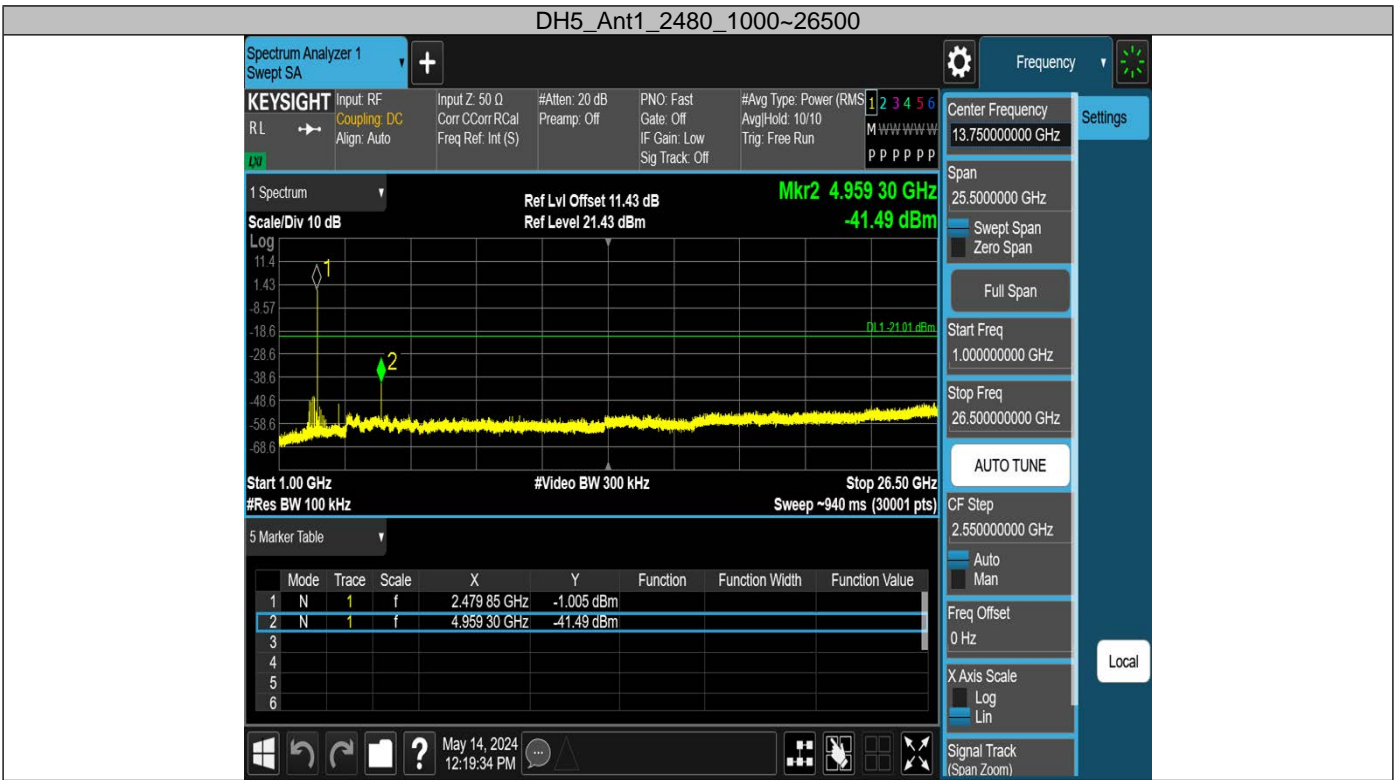 DH5_Ant1_2480_1000~26500
Spectrum Analyzer 1
Swept SA
Frequency
KEYSIGHT
RL
LXI
Input: RF
Coupling: DC
Align: Auto
Input Z: 50 Ω
Corr CCorr RCal
Freq Ref: Int (S)
#Atten: 20 dB
Preamp: Off
PNO: Fast
Gate: Off
IF Gain: Low
Sig Track: Off
#Avg Type: Power (RMS
Avg|Hold: 10/10
Trig: Free Run
1 2 3 4 5 6
M W W W W W
P P P P P P
Center Frequency
13.750000000 GHz
Settings
Span
25.5000000 GHz
Swept Span
Zero Span
Full Span
Start Freq
1.000000000 GHz
Stop Freq
26.500000000 GHz
AUTO TUNE
CF Step
2.550000000 GHz
Auto
Man
Freq Offset
0 Hz
X Axis Scale
Log
Lin
Signal Track
(Span Zoom)
Local
1 Spectrum
Scale/Div 10 dB
Ref Lvl Offset 11.43 dB
Ref Level 21.43 dBm
Mkr2 4.959 30 GHz
-41.49 dBm
Log
11.4
1.43
-8.57
-18.6
-28.6
-38.6
-48.6
-58.6
-68.6
1
2
DL1 -21.01 dBm
Start 1.00 GHz
#Res BW 100 kHz
#Video BW 300 kHz
Stop 26.50 GHz
Sweep ~940 ms (30001 pts)
5 Marker Table
Mode Trace Scale X Y Function Function Width Function Value
1 N 1 f 2.479 85 GHz -1.005 dBm
2 N 1 f 4.959 30 GHz -41.49 dBm
3
4
5
6
May 14, 2024
12:19:34 PM